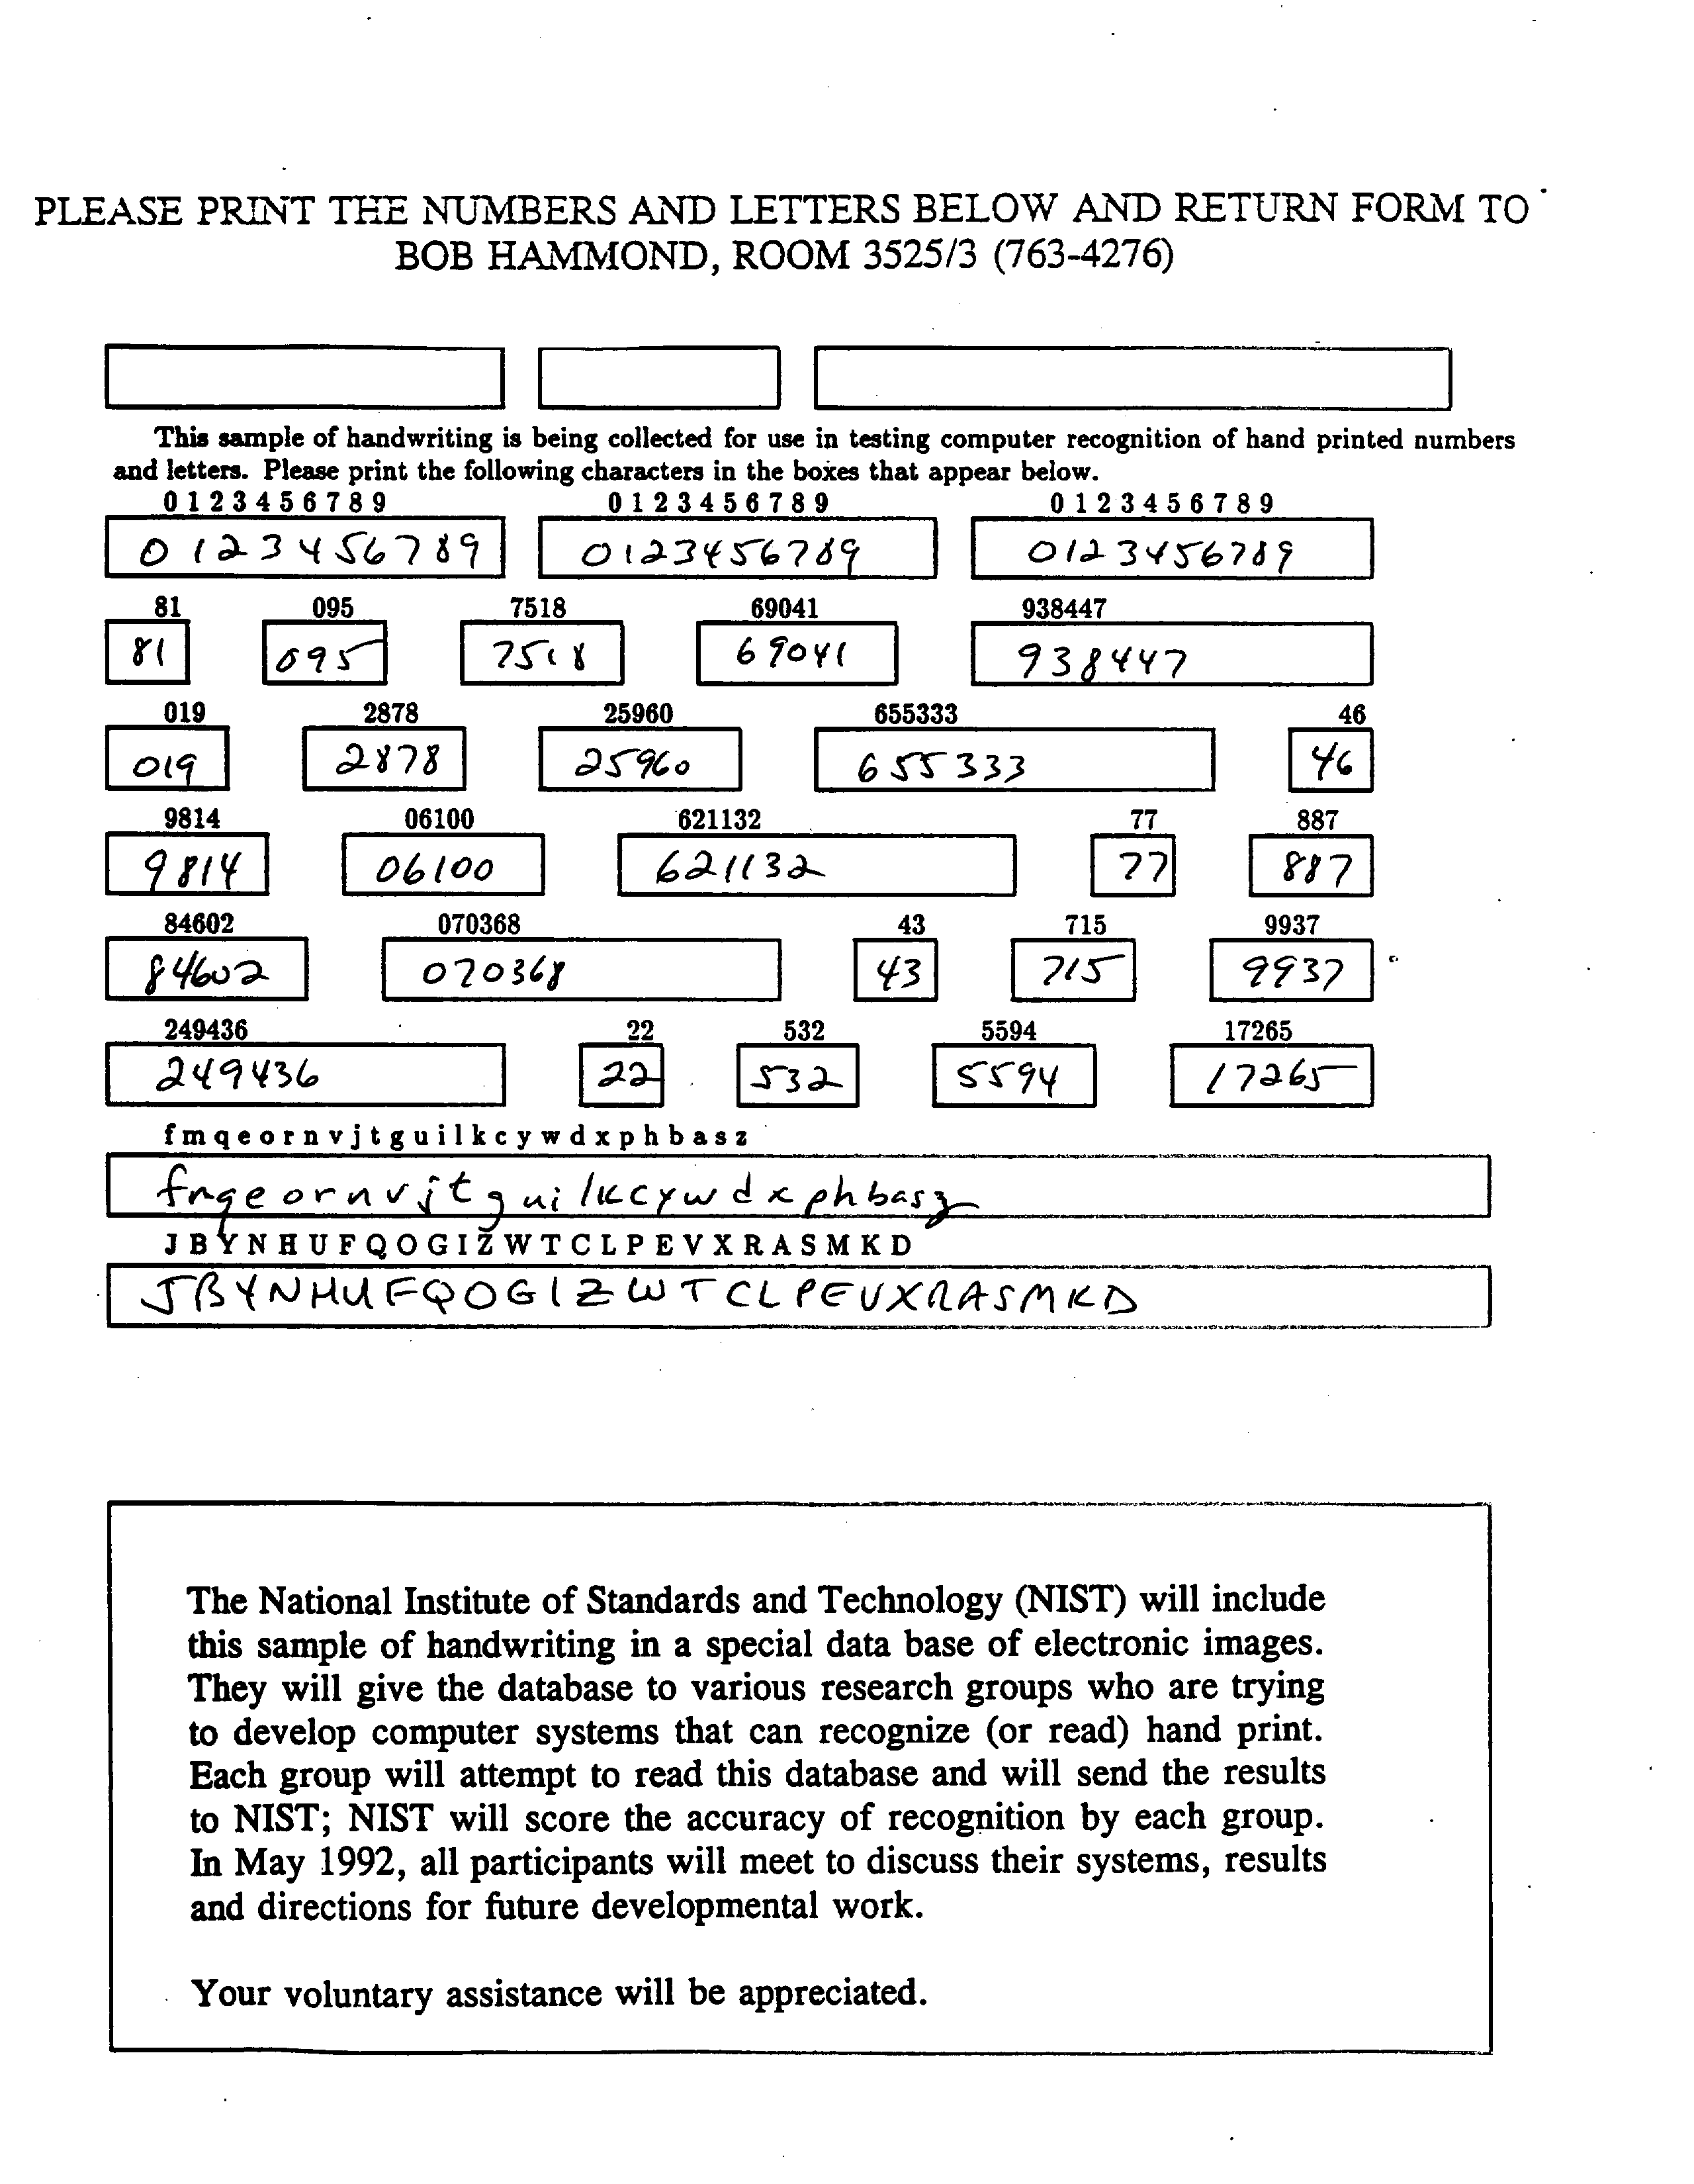 PLEASE PRINT THE NUMBERS AND LETTERS BELOW AND RETURN FORM TO
BOB HAMMOND, ROOM 3525/3 (763-4276)
This sample of handwriting is being collected for use in testing computer recognition of hand printed numbers
and letters. Please print the following characters in the boxes that appear below.
0 1 2 3 4 5 6 7 8 9 0 1 2 3 4 5 6 7 8 9 0 1 2 3 4 5 6 7 8 9
0123456789 0123456789 0123456789
81 095 7518 69041 938447
81 095 7518 69041 938447
019 2878 25960 655333 46
019 2878 25960 655333 46
9814 06100 621132 77 887
9814 06100 621132 77 887
84602 070368 43 715 9937
84602 070368 43 715 9937
249436 22 532 5594 17265
249436 22 532 5594 17265
f m q e o r n v j t g u i l k c y w d x p h b a s z
fmqeornvjtguilkcywdxphbasz
J B Y N H U F Q O G I Z W T C L P E V X R A S M K D
JBYNHUFQOGIZWTCLPEVXRASMKD
The National Institute of Standards and Technology (NIST) will include
this sample of handwriting in a special data base of electronic images.
They will give the database to various research groups who are trying
to develop computer systems that can recognize (or read) hand print.
Each group will attempt to read this database and will send the results
to NIST; NIST will score the accuracy of recognition by each group.
In May 1992, all participants will meet to discuss their systems, results
and directions for future developmental work.
Your voluntary assistance will be appreciated.